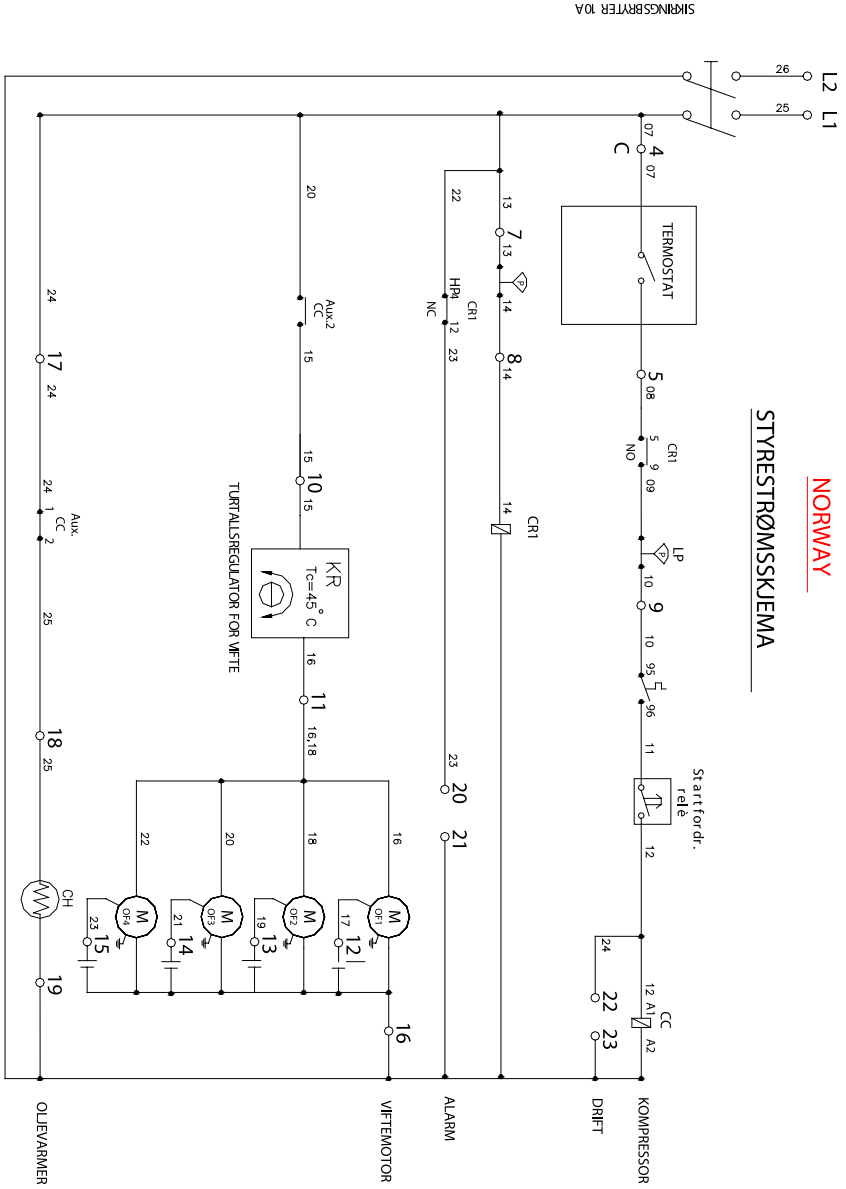 SIKRINGSBRYTER 10A
NORWAY
STYRESTRØMSSKJEMA
L2
26
L1
25
07
4
C
07
TERMOSTAT
5
08
5
CR1
9
NO
09
LP
P
10
9
10
95
96
11
Startfordr.
relè
12
24
22
23
12
A1
CC
A2
KOMPRESSOR
DRIFT
13
7
13
P
14
8
14
14
CR1
22
HP4
CR1
NC
12
23
23
20
21
ALARM
20
Aux.2
CC
15
15
10
15
KR
Tc=45°C
TURTALLSREGULATOR FOR VIFTE
16
11
16,18
16
M
OF1
17
12
18
M
OF2
19
13
20
M
OF3
21
14
22
M
OF4
23
15
16
VIFTEMOTOR
24
17
24
24
1
Aux.
CC
2
25
18
25
CH
19
OLJEVARMER